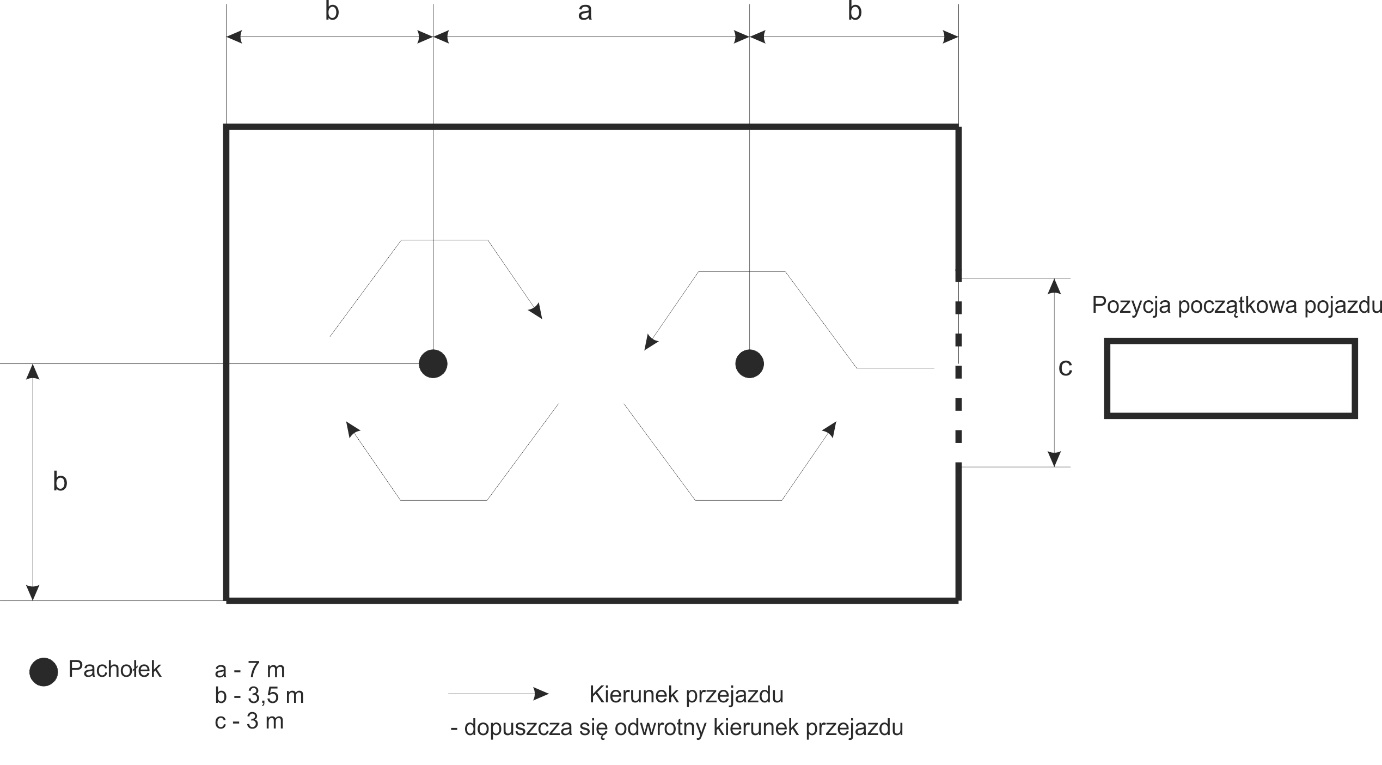 b a b
Pozycja początkowa pojazdu
c
b
Pachołek
a - 7 m
b - 3,5 m
c - 3 m
Kierunek przejazdu
- dopuszcza się odwrotny kierunek przejazdu